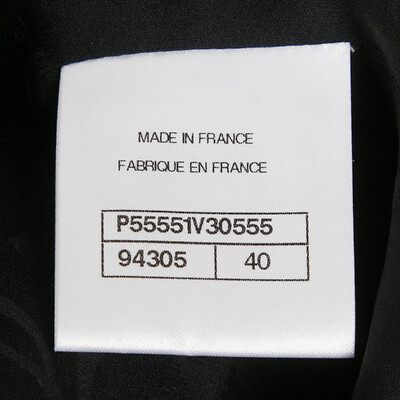 MADE IN FRANCE
FABRIQUE EN FRANCE
P55551V30555
94305 40